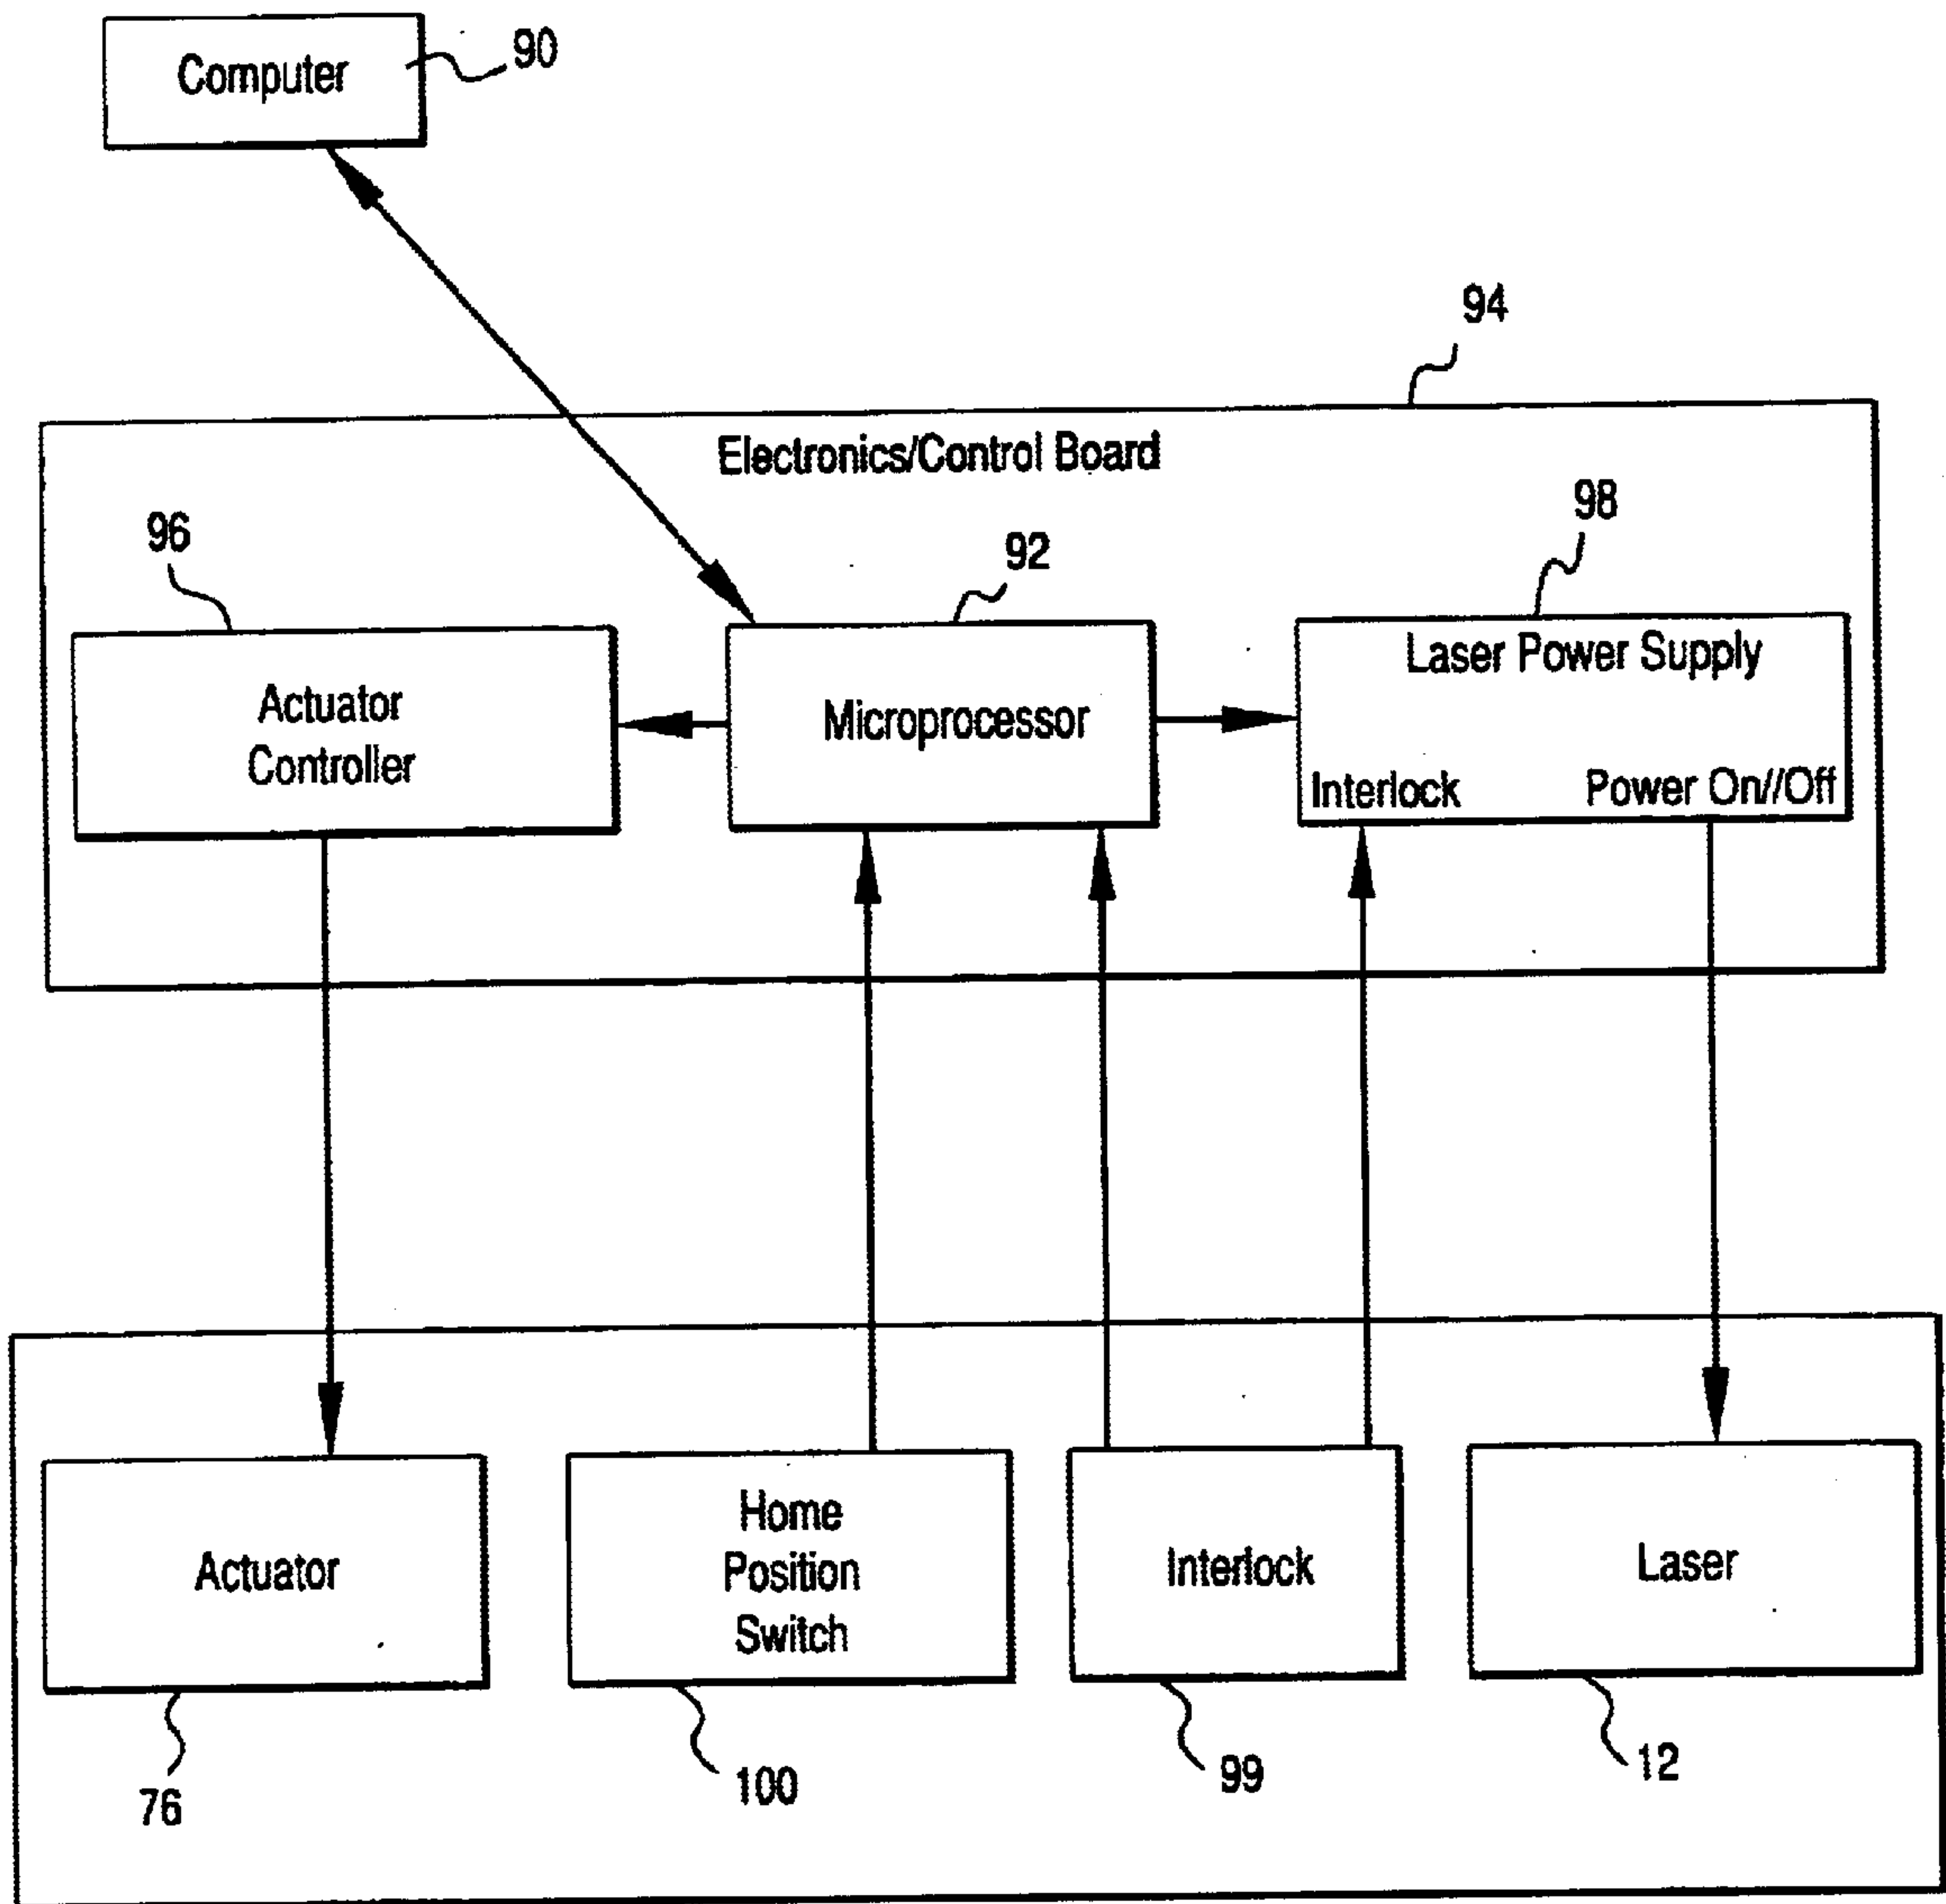 Computer
90
94
Electronics/Control Board
96
92
98
Actuator
Controller
Microprocessor
Laser Power Supply
Interlock
Power On//Off
Actuator
Home
Position
Switch
Interlock
Laser
76
100
99
12